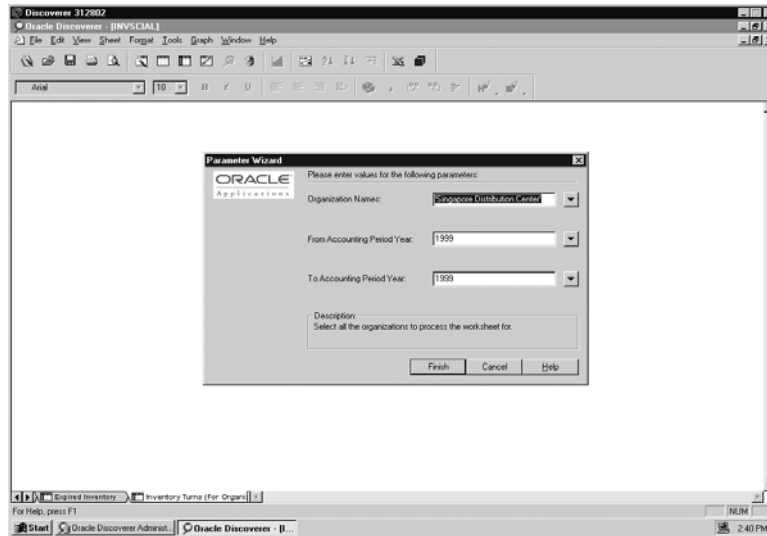 Discoverer 312802
Oracle Discoverer - [INVSCIAL]
File Edit View Sheet Format Tools Graph Window Help
Arial 10 B I U
Parameter Wizard
ORACLE
Applications
Please enter values for the following parameters:
Organization Names: 'Singapore Distribution Center'
From Accounting Period Year: 1999
To Accounting Period Year: 1999
Description:
Select all the organizations to process the worksheet for.
Finish Cancel Help
Expired Inventory Inventory Turns (For Organi
For Help, press F1 NUM
Start Oracle Discoverer Administ... Oracle Discoverer - [I... 2:40 PM